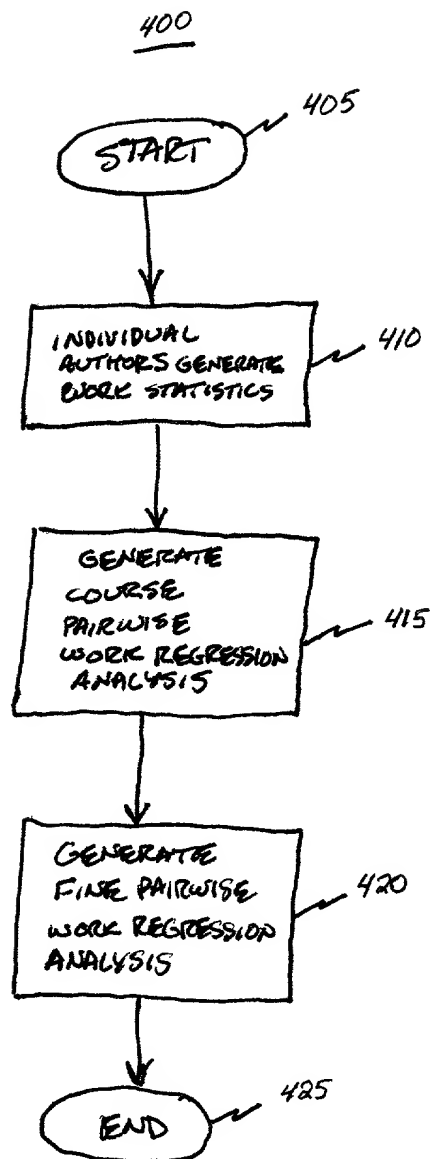 400
START
405
INDIVIDUAL
AUTHORS GENERATE
WORK STATISTICS
410
GENERATE
COURSE
PAIRWISE
WORK REGRESSION
ANALYSIS
415
GENERATE
FINE PAIRWISE
WORK REGRESSION
ANALYSIS
420
END
425